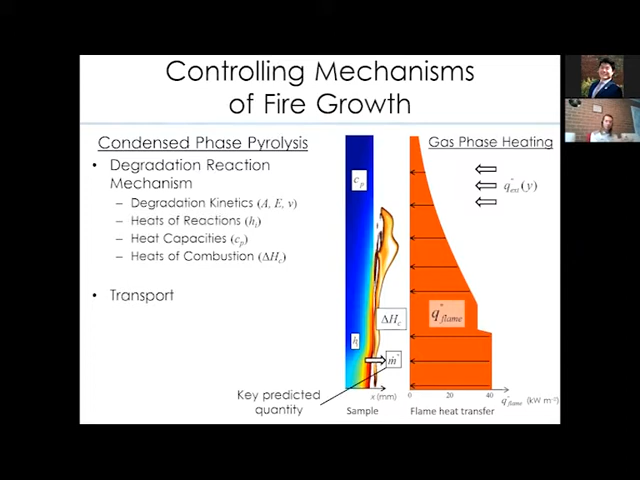 Controlling Mechanisms
of Fire Growth
Condensed Phase Pyrolysis
• Degradation Reaction
Mechanism
– Degradation Kinetics (A, E, ν)
– Heats of Reactions (hᵢ)
– Heat Capacities (cₚ)
– Heats of Combustion (ΔH_c)
• Transport
Gas Phase Heating
q̇"ext(y)
cₚ
q̇"flame
ΔH_c
hᵢ
ṁ"
Key predicted
quantity
x (mm)
Sample
0 20 40
q̇"flame (kW m⁻²)
Flame heat transfer